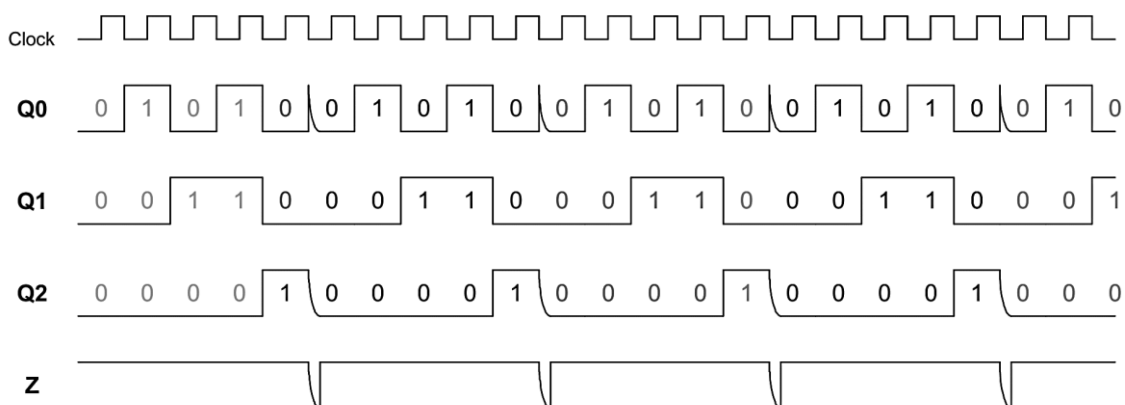 Clock
Q0 0 1 0 1 0 0 1 0 1 0 0 1 0 1 0 0 1 0 1 0 0 1 0
Q1 0 0 1 1 0 0 0 1 1 0 0 0 1 1 0 0 0 1 1 0 0 0 1
Q2 0 0 0 0 1 0 0 0 0 1 0 0 0 0 1 0 0 0 0 1 0 0 0
Z